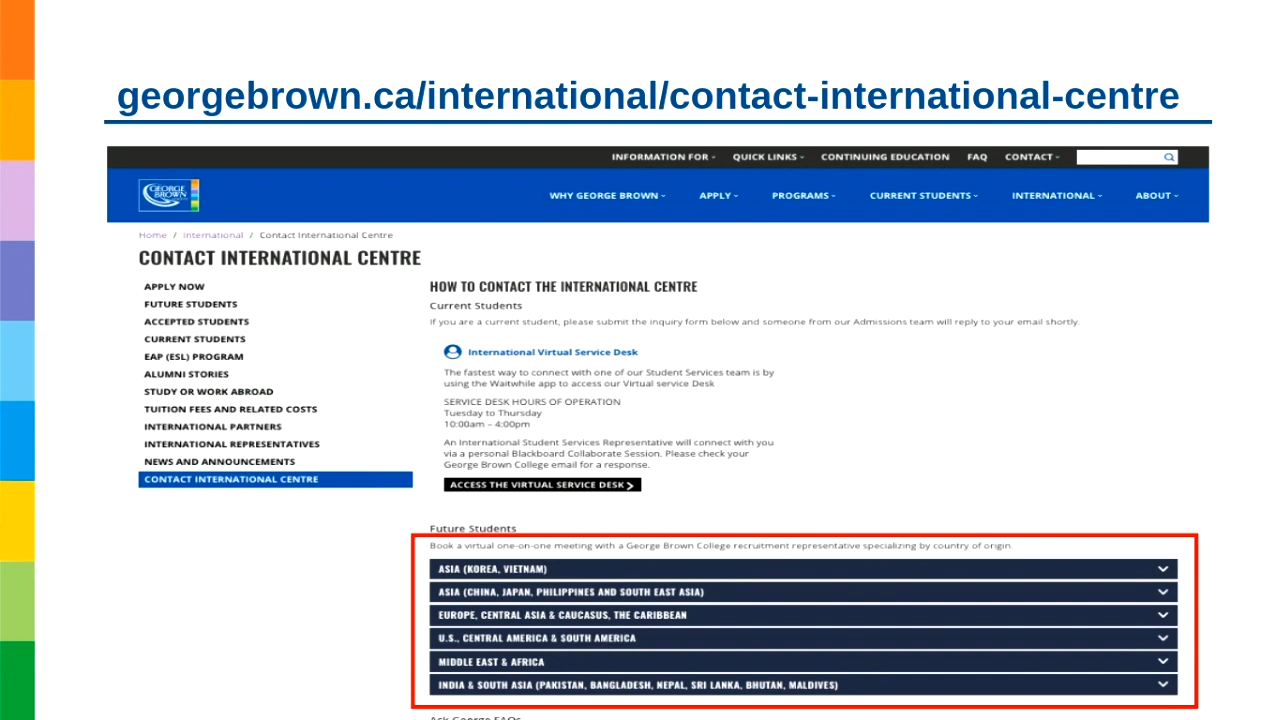 georgebrown.ca/international/contact-international-centre
INFORMATION FOR QUICK LINKS CONTINUING EDUCATION FAQ CONTACT
GEORGE
BROWN
WHY GEORGE BROWN APPLY PROGRAMS CURRENT STUDENTS INTERNATIONAL ABOUT
Home / International / Contact International Centre
CONTACT INTERNATIONAL CENTRE
APPLY NOW
FUTURE STUDENTS
ACCEPTED STUDENTS
CURRENT STUDENTS
EAP (ESL) PROGRAM
ALUMNI STORIES
STUDY OR WORK ABROAD
TUITION FEES AND RELATED COSTS
INTERNATIONAL PARTNERS
INTERNATIONAL REPRESENTATIVES
NEWS AND ANNOUNCEMENTS
CONTACT INTERNATIONAL CENTRE
HOW TO CONTACT THE INTERNATIONAL CENTRE
Current Students
If you are a current student, please submit the inquiry form below and someone from our Admissions team will reply to your email shortly.
International Virtual Service Desk
The fastest way to connect with one of our Student Services team is by
using the Waitwhile app to access our Virtual service Desk
SERVICE DESK HOURS OF OPERATION
Tuesday to Thursday
10:00am – 4:00pm
An International Student Services Representative will connect with you
via a personal Blackboard Collaborate Session. Please check your
George Brown College email for a response.
ACCESS THE VIRTUAL SERVICE DESK
Future Students
Book a virtual one-on-one meeting with a George Brown College recruitment representative specializing by country of origin.
ASIA (KOREA, VIETNAM)
ASIA (CHINA, JAPAN, PHILIPPINES AND SOUTH EAST ASIA)
EUROPE, CENTRAL ASIA & CAUCASUS, THE CARIBBEAN
U.S., CENTRAL AMERICA & SOUTH AMERICA
MIDDLE EAST & AFRICA
INDIA & SOUTH ASIA (PAKISTAN, BANGLADESH, NEPAL, SRI LANKA, BHUTAN, MALDIVES)
Ask George FAQs